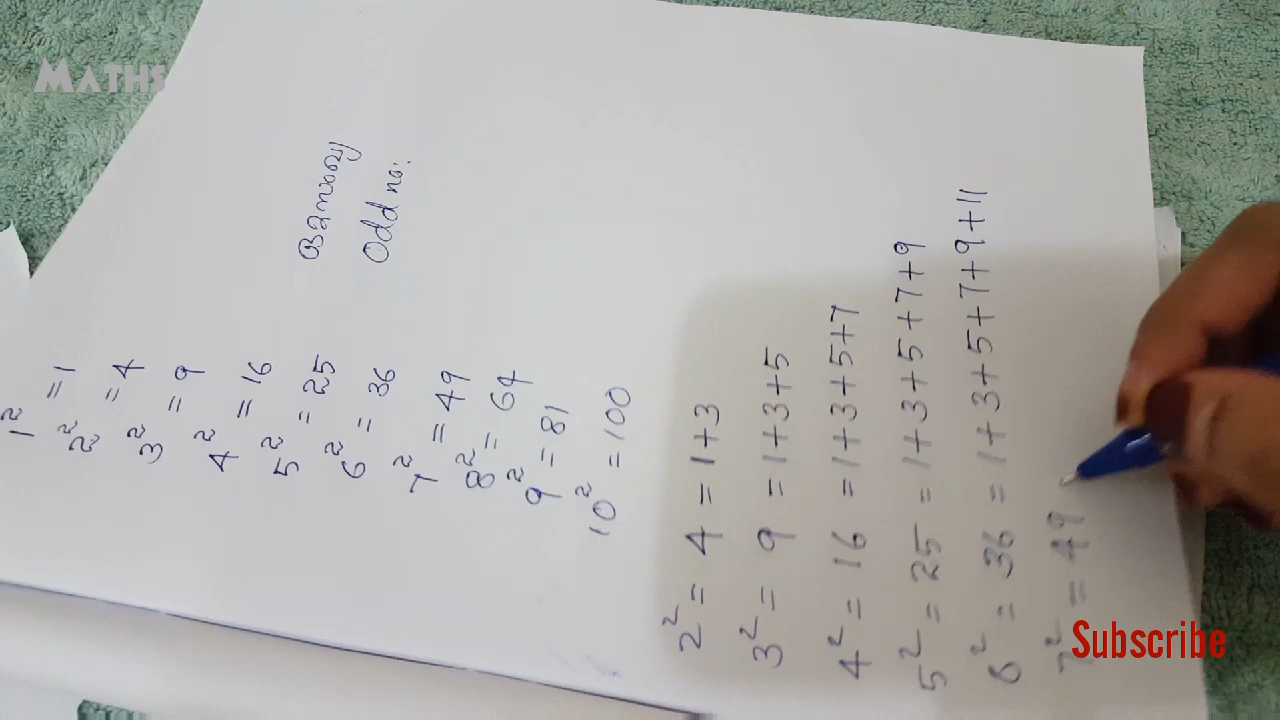 MATHS
1² = 1
2² = 4
3² = 9
4² = 16
5² = 25
6² = 36
7² = 49
8² = 64
9² = 81
10² = 100
ഒറ്റസംഖ്യ
Odd no:
2² = 4 = 1+3
3² = 9 = 1+3+5
4² = 16 = 1+3+5+7
5² = 25 = 1+3+5+7+9
6² = 36 = 1+3+5+7+9+11
7² = 49
Subscribe